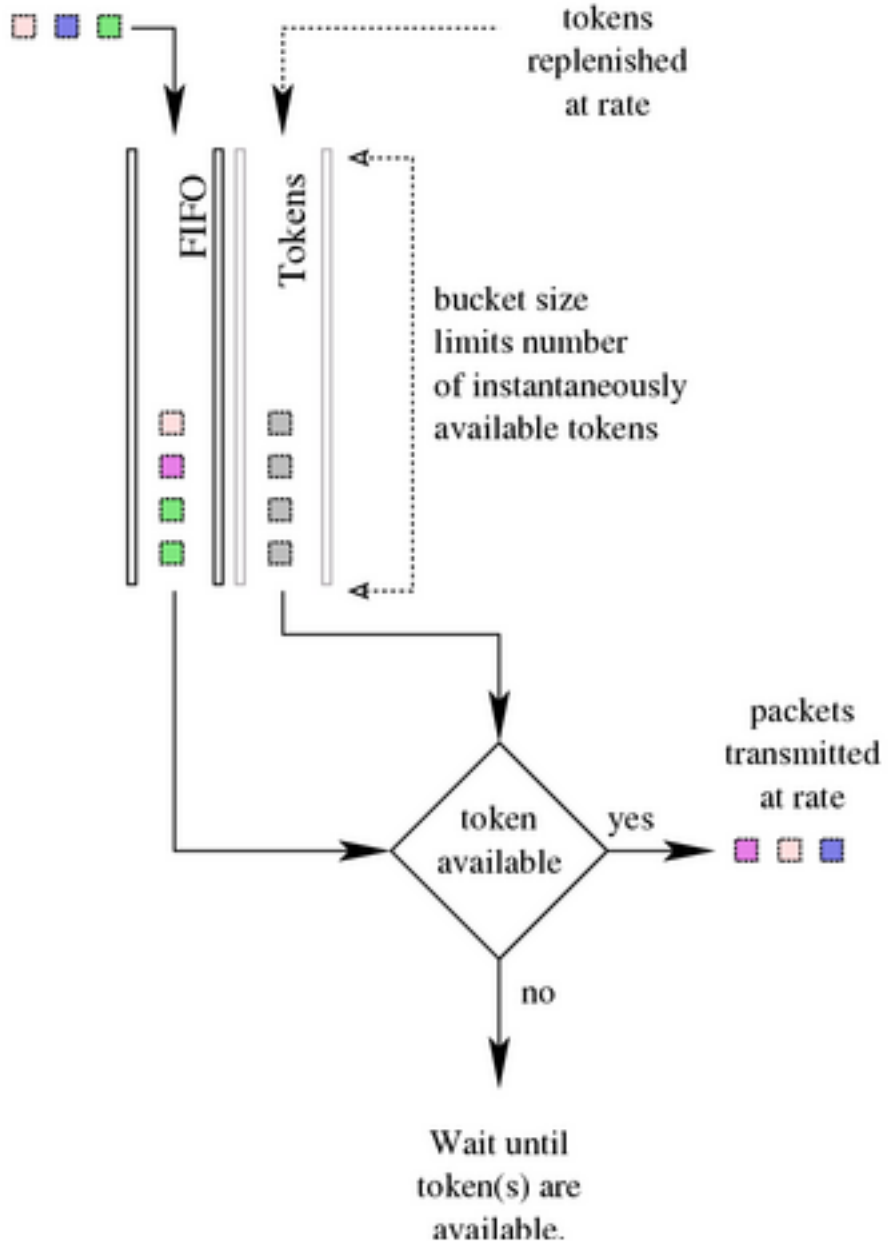 tokens
replenished
at rate
FIFO
Tokens
bucket size
limits number
of instantaneously
available tokens
packets
transmitted
at rate
token
available
yes
no
Wait until
token(s) are
available.